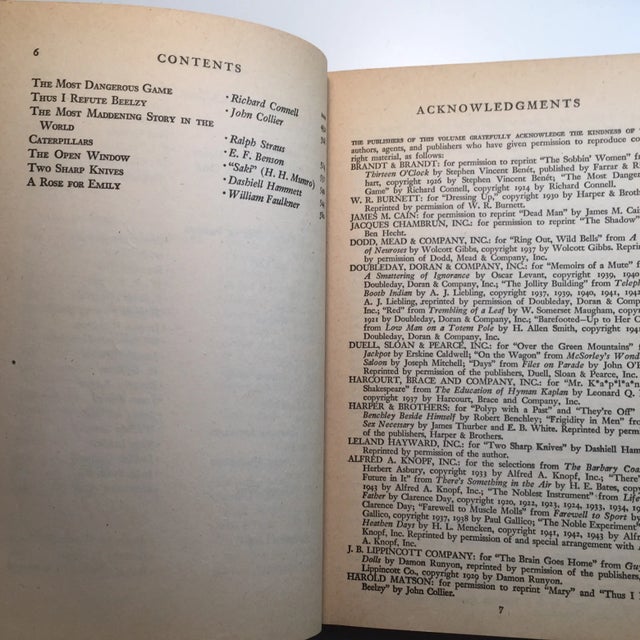 6
CONTENTS
The Most Dangerous Game · Richard Connell
Thus I Refute Beelzy · John Collier
The Most Maddening Story in the
World · Ralph Straus
Caterpillars · E. F. Benson
The Open Window · "Saki" (H. H. Munro)
Two Sharp Knives · Dashiell Hammett
A Rose for Emily · William Faulkner
ACKNOWLEDGMENTS
THE PUBLISHERS OF THIS VOLUME GRATEFULLY ACKNOWLEDGE THE KINDNESS OF
authors, agents, and publishers who have given permission to reproduce
right material, as follows:
BRANDT & BRANDT: for permission to reprint "The Sobbin' Women" f
Thirteen O'Clock by Stephen Vincent Benét, published by Farrar & R
hart, copyright 1926 by Stephen Vincent Benét; "The Most Danger
Game" by Richard Connell, copyright 1924 by Richard Connell.
W. R. BURNETT: for "Dressing Up," copyright 1930 by Harper & Broth
Reprinted by permission of W. R. Burnett.
JAMES M. CAIN: for permission to reprint "Dead Man" by James M. Cai
JACQUES CHAMBRUN, INC.: for permission to reprint "The Shadow"
Ben Hecht.
DODD, MEAD & COMPANY, INC.: for "Ring Out, Wild Bells" from A
of Neuroses by Wolcott Gibbs, copyright 1937 by Wolcott Gibbs. Reprinted
by permission of Dodd, Mead & Company, Inc.
DOUBLEDAY, DORAN & COMPANY, INC.: for "Memoirs of a Mute"
A Smattering of Ignorance by Oscar Levant, copyright 1939, 1940
Doubleday, Doran & Company, Inc.; "The Jollity Building" from Teleph
Booth Indian by A. J. Liebling, copyright 1937, 1939, 1940, 1941, 1942
A. J. Liebling, reprinted by permission of Doubleday, Doran & Compan
Inc.; "Red" from Trembling of a Leaf by W. Somerset Maugham, copyrigh
1921 by Doubleday, Doran & Company, Inc.; "Barefooted—Up to Her C
from Low Man on a Totem Pole by H. Allen Smith, copyright 194
Doubleday, Doran & Company, Inc.
DUELL, SLOAN & PEARCE, INC.: for "Over the Green Mountains"
Jackpot by Erskine Caldwell; "On the Wagon" from McSorley's Wond
Saloon by Joseph Mitchell; "Days" from Files on Parade by John O'
Reprinted by permission of the publishers, Duell, Sloan & Pearce, Inc.
HARCOURT, BRACE AND COMPANY, INC.: for "Mr. K*a*p*l*a*
Shakespeare" from The Education of Hyman Kaplan by Leonard Q.
copyright 1937 by Harcourt, Brace and Company, Inc.
HARPER & BROTHERS: for "Polyp with a Past" and "They're Off"
Benchley Beside Himself by Robert Benchley; "Frigidity in Men" from
Sex Necessary by James Thurber and E. B. White. Reprinted by permission
of the publishers, Harper & Brothers.
LELAND HAYWARD, INC.: for "Two Sharp Knives" by Dashiell Ham
Reprinted by permission of the author.
ALFRED A. KNOPF, INC.: for the selections from The Barbary Coa
Herbert Asbury, copyright 1933 by Alfred A. Knopf, Inc.; "There'
Future in It" from There's Something in the Air by H. E. Bates, copyrig
1943 by Alfred A. Knopf, Inc.; "The Noblest Instrument" from Life
Father by Clarence Day, copyright 1920, 1922, 1923, 1924, 1933, 1934, 19
Clarence Day; "Farewell to Muscle Molls" from Farewell to Sport by
Gallico, copyright 1937, 1938 by Paul Gallico; "The Noble Experiment"
Heathen Days by H. L. Mencken, copyright 1941, 1942, 1943 by Alfr
A. Knopf, Inc. Reprinted by permission of and special arrangement with A
A. Knopf, Inc.
J. B. LIPPINCOTT COMPANY: for "The Brain Goes Home" from Guy
Dolls by Damon Runyon, reprinted by permission of the publishers,
Lippincott Co., copyright 1929 by Damon Runyon.
HAROLD MATSON: for permission to reprint "Mary" and "Thus I
Beelzy" by John Collier.
7